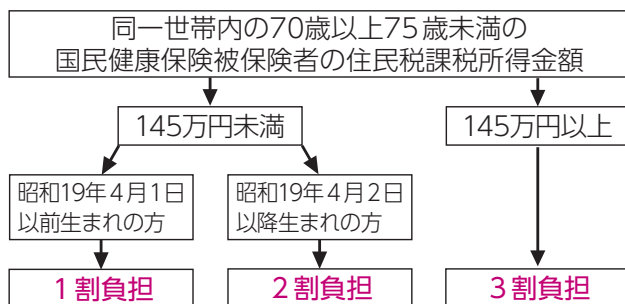 同一世帯内の70歳以上75歳未満の
国民健康保険被保険者の住民税課税所得金額
145万円未満
145万円以上
昭和19年4月1日
以前生まれの方
昭和19年4月2日
以降生まれの方
1割負担
2割負担
3割負担